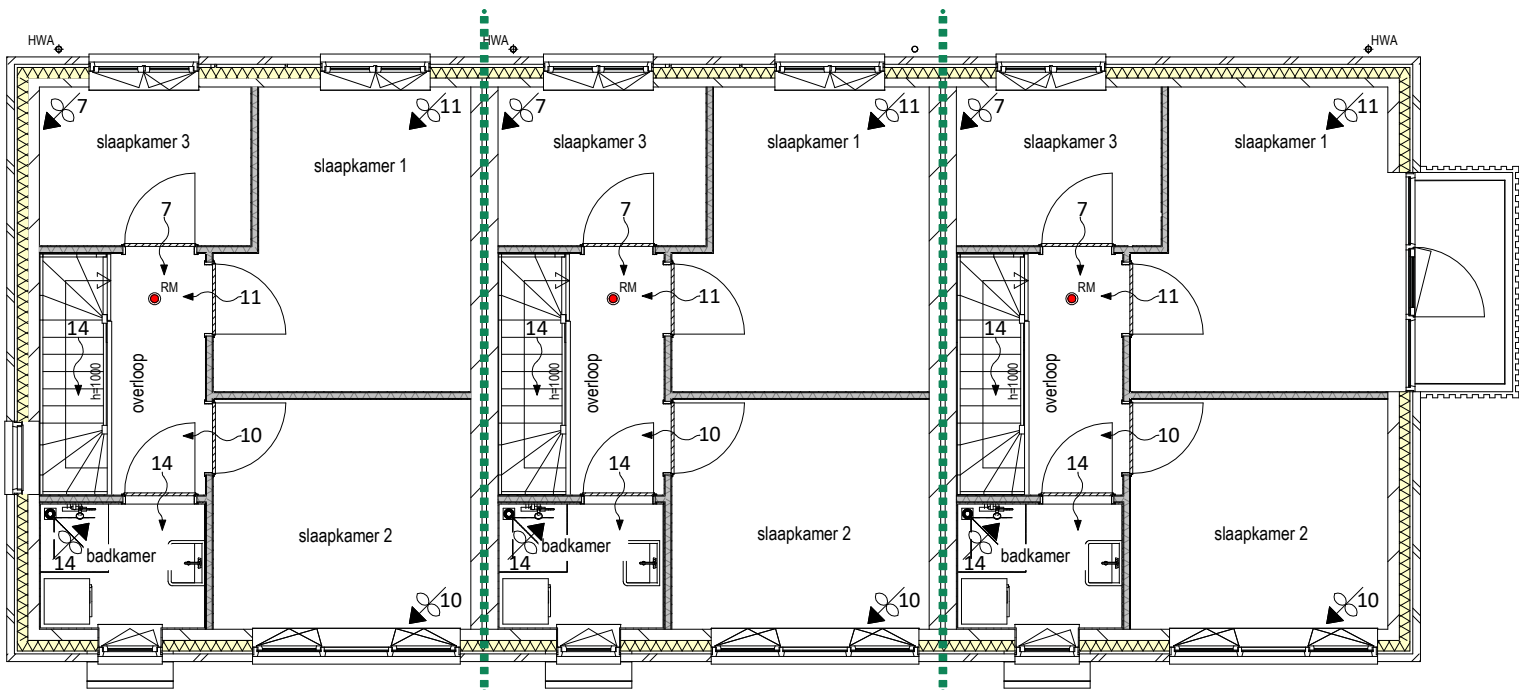 HWA
HWA
HWA
7
11
7
11
7
11
slaapkamer 3
slaapkamer 1
slaapkamer 3
slaapkamer 1
slaapkamer 3
slaapkamer 1
7
7
7
RM
11
RM
11
RM
11
14
14
14
h=1000
overloop
h=1000
overloop
h=1000
overloop
10
10
10
14
14
14
slaapkamer 2
slaapkamer 2
slaapkamer 2
badkamer
badkamer
badkamer
14
14
14
10
10
10